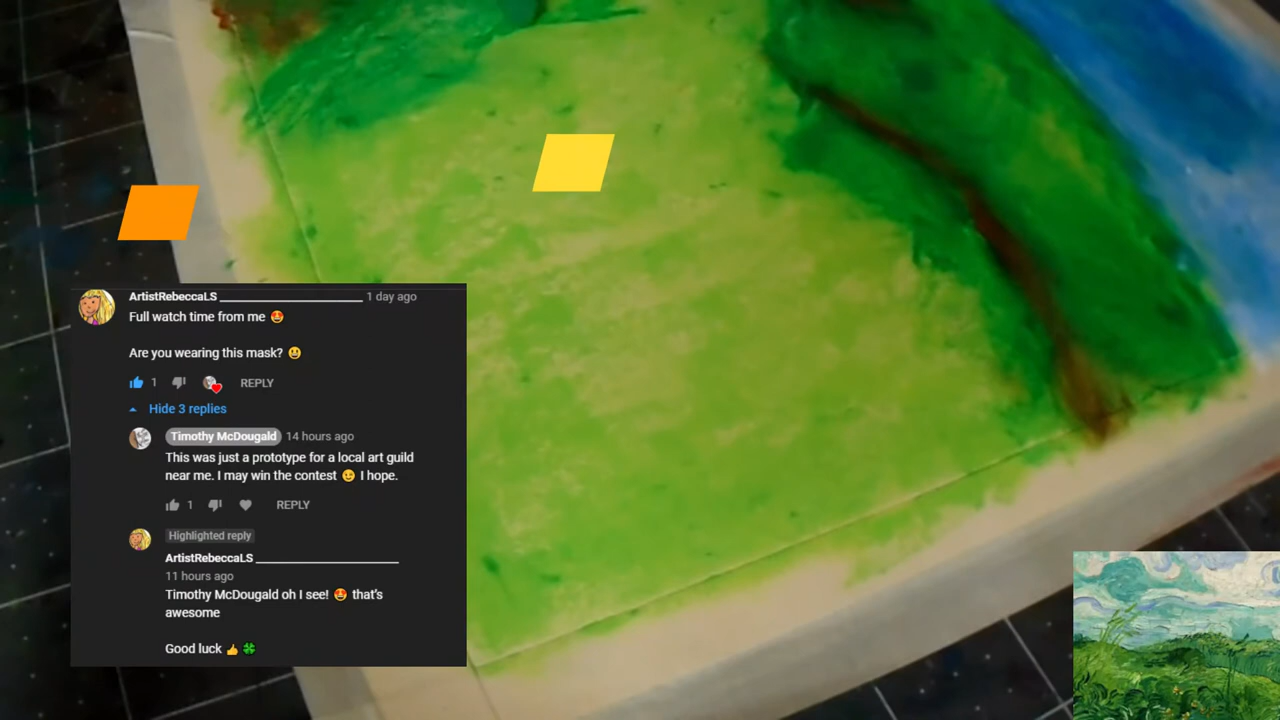 ArtistRebeccaLS 1 day ago
Full watch time from me 🤩
Are you wearing this mask? 😀
1 REPLY
Hide 3 replies
Timothy McDougald 14 hours ago
This was just a prototype for a local art guild
near me. I may win the contest 😉 I hope.
1 REPLY
Highlighted reply
ArtistRebeccaLS
11 hours ago
Timothy McDougald oh I see! 🤩 that's
awesome
Good luck 👍 🍀